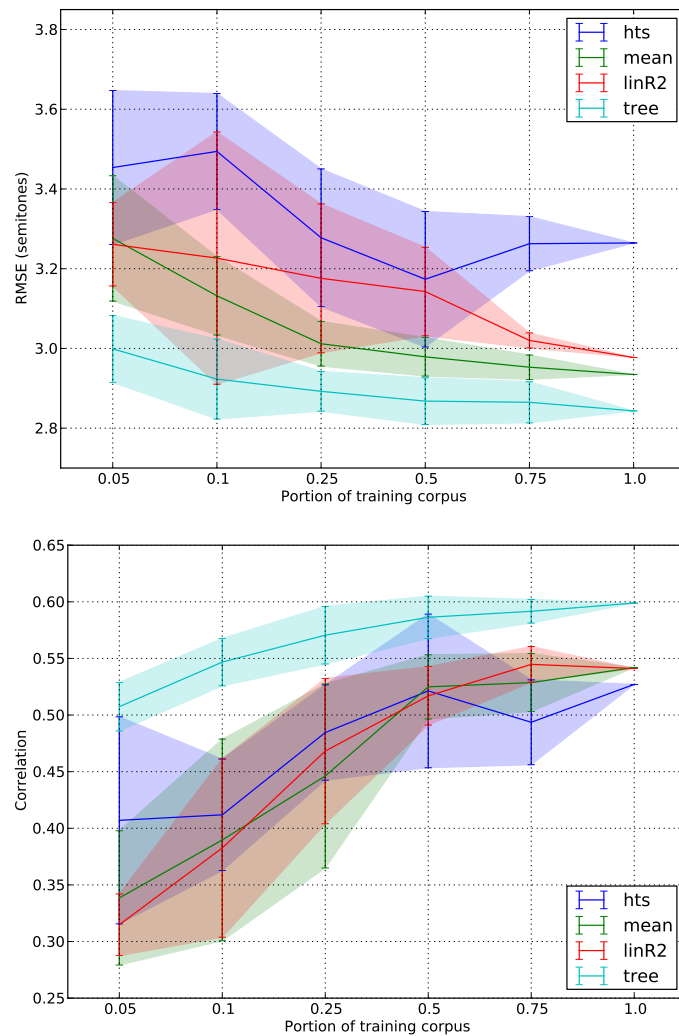 3.8
3.6
3.4
3.2
3.0
2.8
RMSE (semitones)
hts
mean
linR2
tree
0.05 0.1 0.25 0.5 0.75 1.0
Portion of training corpus
0.65
0.60
0.55
0.50
0.45
0.40
0.35
0.30
0.25
Correlation
hts
mean
linR2
tree
0.05 0.1 0.25 0.5 0.75 1.0
Portion of training corpus